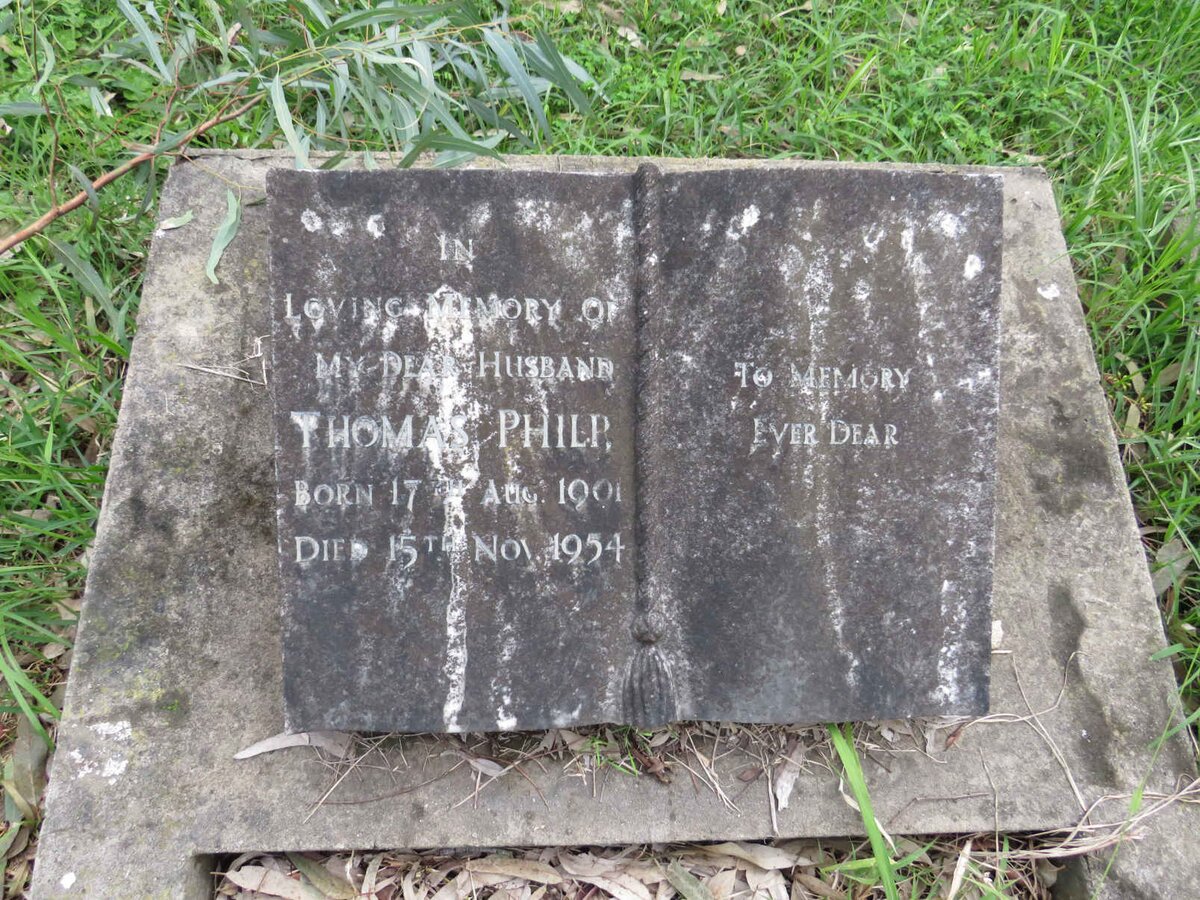 IN
LOVING MEMORY OF
MY DEAR HUSBAND
THOMAS PHILP,
BORN 17TH AUG. 1901
DIED 15TH NOV. 1954
TO MEMORY
EVER DEAR